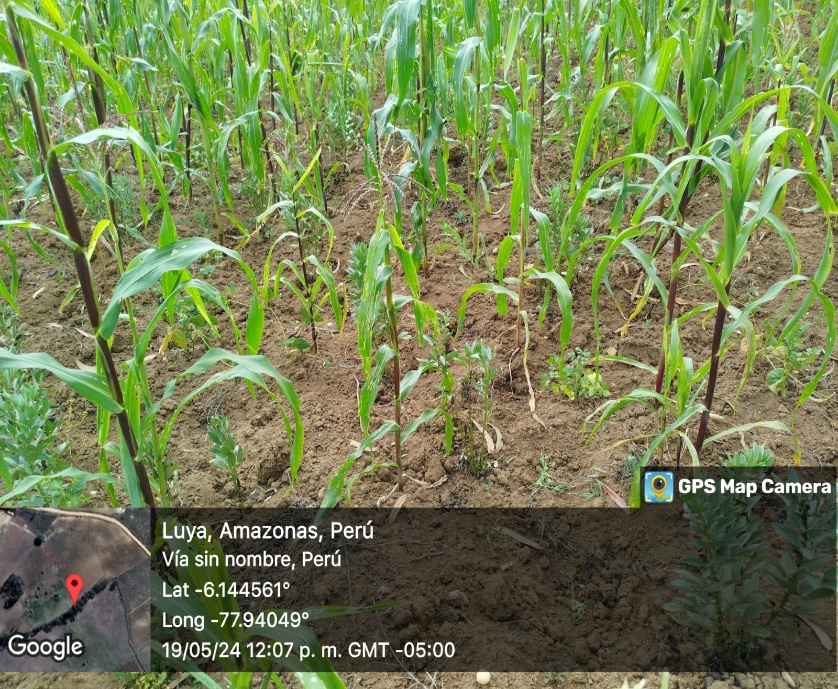 GPS Map Camera
Luya, Amazonas, Perú
Vía sin nombre, Perú
Lat -6.144561°
Long -77.94049°
19/05/24 12:07 p. m. GMT -05:00
Google